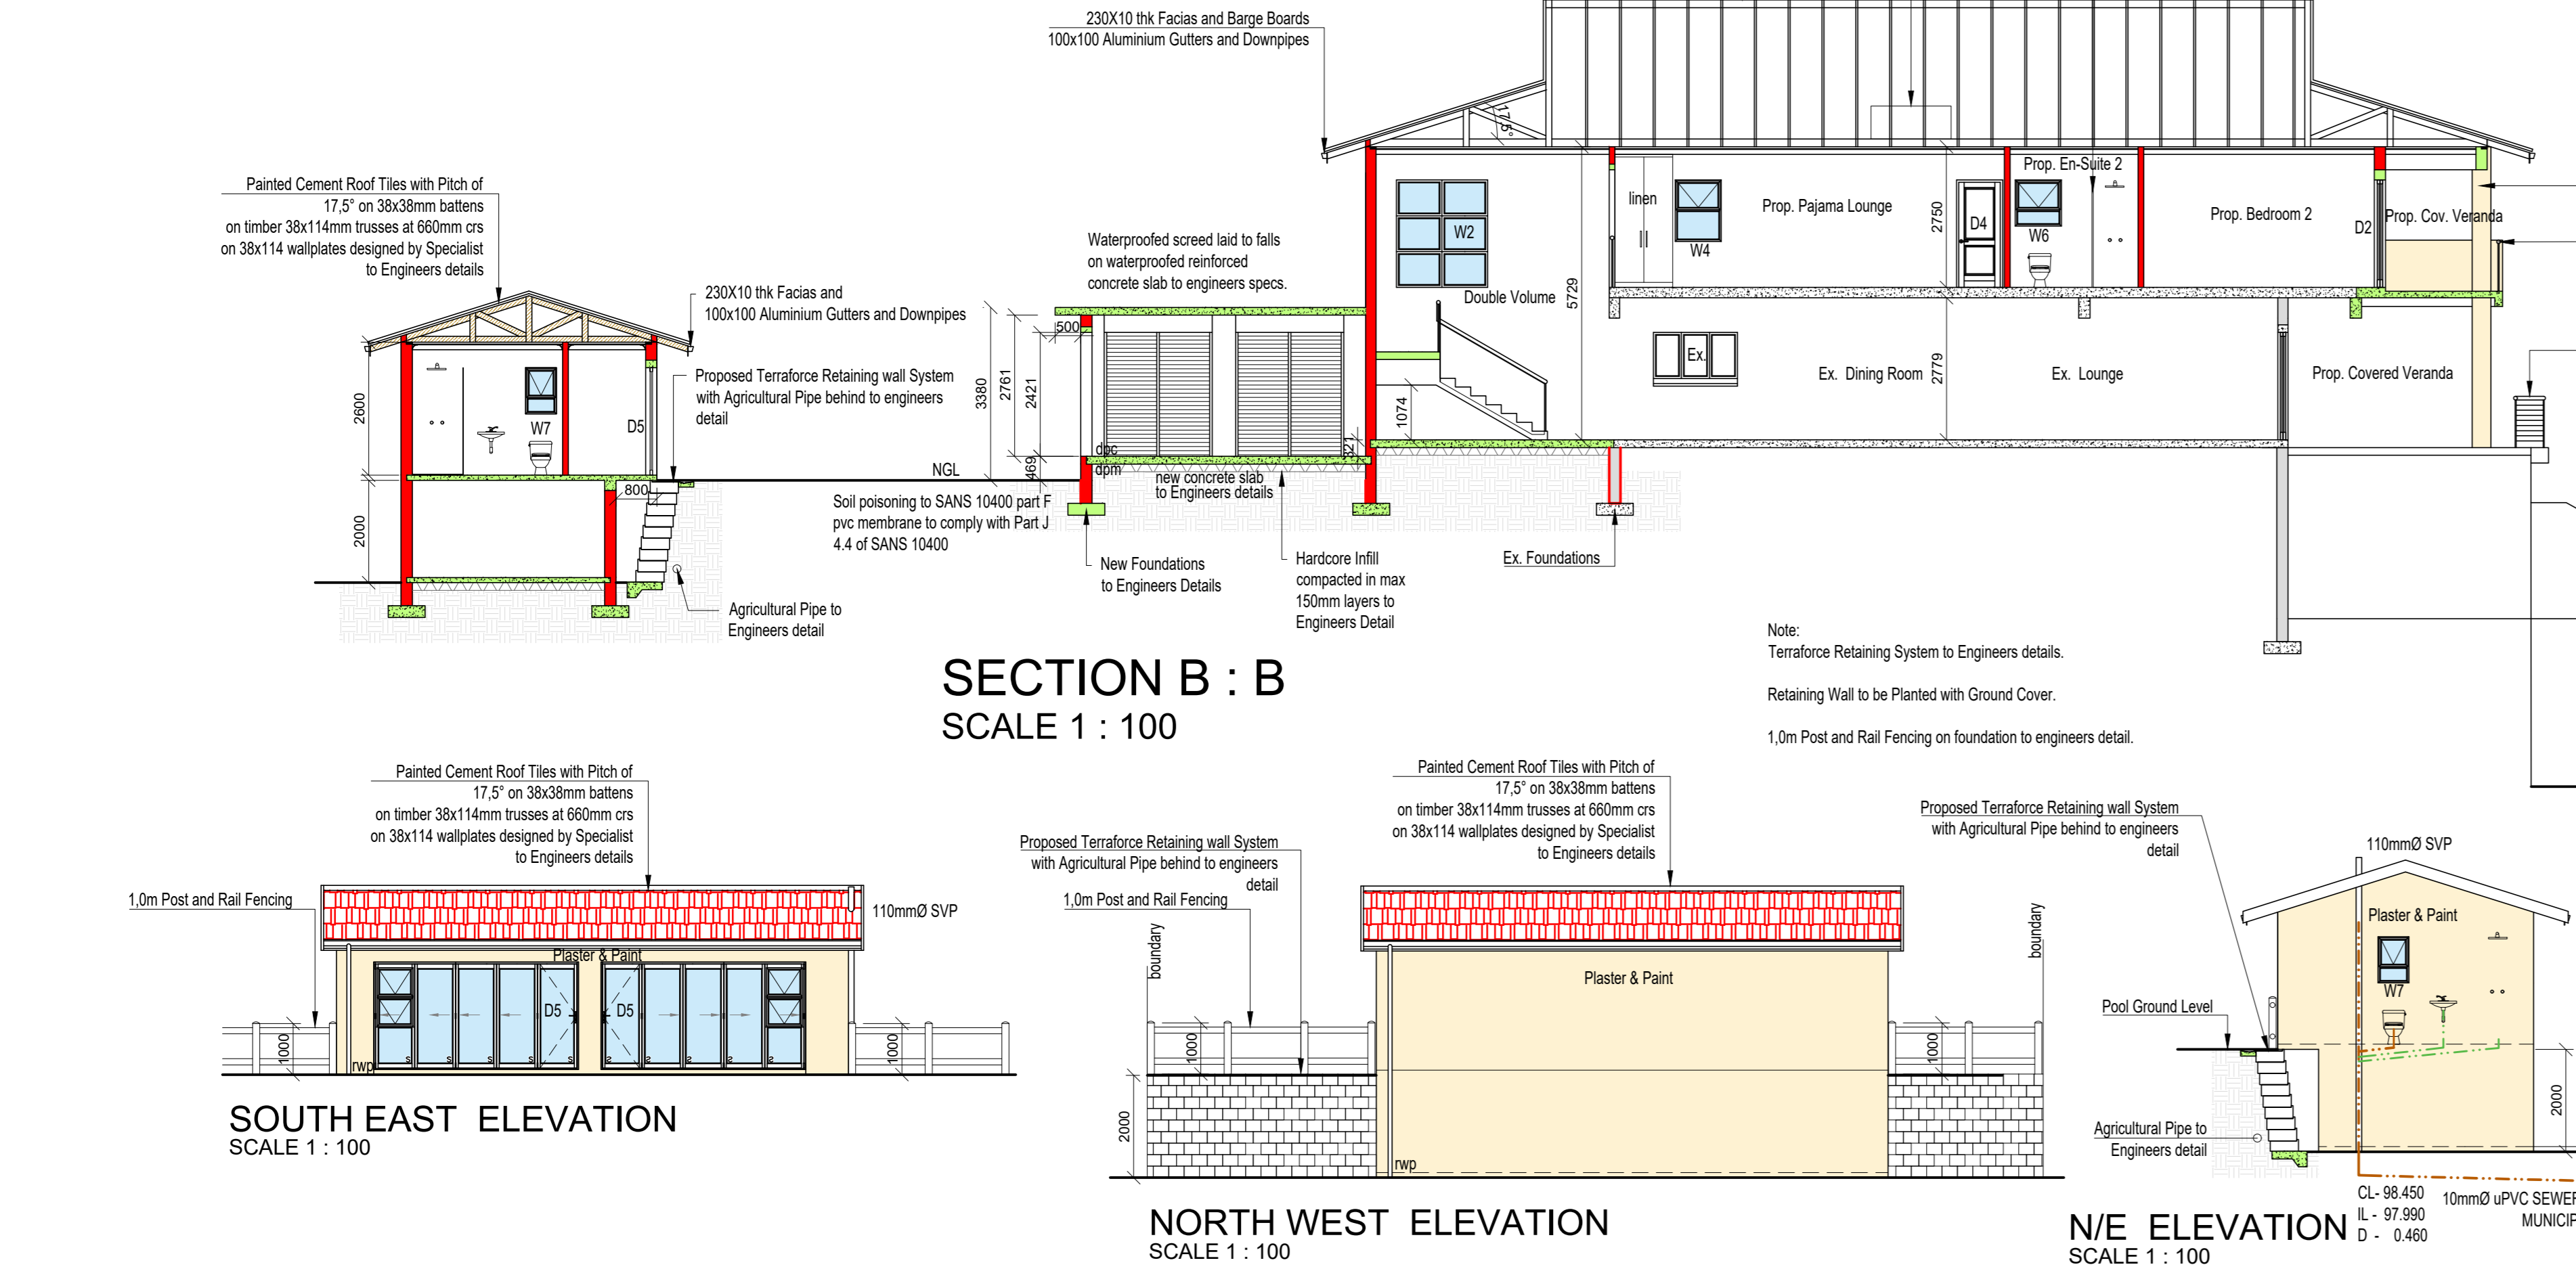 230X10 thk Facias and Barge Boards
100x100 Aluminium Gutters and Downpipes
17.5°
Painted Cement Roof Tiles with Pitch of
17,5° on 38x38mm battens
on timber 38x114mm trusses at 660mm crs
on 38x114 wallplates designed by Specialist
to Engineers details
230X10 thk Facias and
100x100 Aluminium Gutters and Downpipes
Proposed Terraforce Retaining wall System
with Agricultural Pipe behind to engineers
detail
2600
2000
W7
D5
800
Agricultural Pipe to
Engineers detail
NGL
Soil poisoning to SANS 10400 part F
pvc membrane to comply with Part J
4.4 of SANS 10400
Waterproofed screed laid to falls
on waterproofed reinforced
concrete slab to engineers specs.
500
3380
2761
2421
469
dpc
dpm
new concrete slab
to Engineers details
321
New Foundations
to Engineers Details
Hardcore Infill
compacted in max
150mm layers to
Engineers Detail
Ex. Foundations
W2
Double Volume
5729
1074
linen
W4
Prop. Pajama Lounge
2750
D4
Prop. En-Suite 2
W6
Prop. Bedroom 2
D2
Prop. Cov. Veranda
Ex.
Ex. Dining Room
2779
Ex. Lounge
Prop. Covered Veranda
SECTION B : B
SCALE 1 : 100
Note:
Terraforce Retaining System to Engineers details.
Retaining Wall to be Planted with Ground Cover.
1,0m Post and Rail Fencing on foundation to engineers detail.
Painted Cement Roof Tiles with Pitch of
17,5° on 38x38mm battens
on timber 38x114mm trusses at 660mm crs
on 38x114 wallplates designed by Specialist
to Engineers details
1,0m Post and Rail Fencing
110mmØ SVP
Plaster & Paint
D5
D5
S S S S S S S S
1000
rwp
1000
SOUTH EAST ELEVATION
SCALE 1 : 100
Painted Cement Roof Tiles with Pitch of
17,5° on 38x38mm battens
on timber 38x114mm trusses at 660mm crs
on 38x114 wallplates designed by Specialist
to Engineers details
Proposed Terraforce Retaining wall System
with Agricultural Pipe behind to engineers
detail
1,0m Post and Rail Fencing
boundary
boundary
Plaster & Paint
1000
1000
2000
rwp
NORTH WEST ELEVATION
SCALE 1 : 100
Proposed Terraforce Retaining wall System
with Agricultural Pipe behind to engineers
detail
110mmØ SVP
Plaster & Paint
W7
Pool Ground Level
2000
Agricultural Pipe to
Engineers detail
CL- 98.450
IL - 97.990
D - 0.460
10mmØ uPVC SEWER
MUNICIP
N/E ELEVATION
SCALE 1 : 100